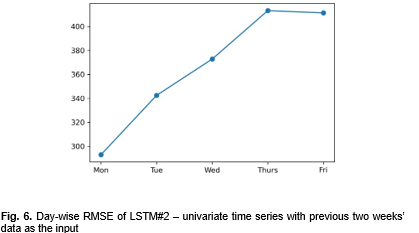 400
380
360
340
320
300
Mon Tue Wed Thurs Fri
Fig. 6. Day-wise RMSE of LSTM#2 – univariate time series with previous two weeks’
data as the input